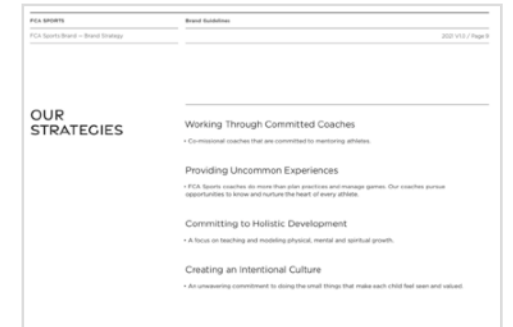 FCA SPORTS
Brand Guidelines
FCA Sports Brand — Brand Strategy
2021 V1.1 / Page 9
OUR
STRATEGIES
Working Through Committed Coaches
• Co-missional coaches that are committed to mentoring athletes.
Providing Uncommon Experiences
• FCA Sports coaches do more than plan practices and manage games. Our coaches pursue
opportunities to know and nurture the heart of every athlete.
Committing to Holistic Development
• A focus on teaching and modeling physical, mental and spiritual growth.
Creating an Intentional Culture
• An unwavering commitment to doing the small things that make each child feel seen and valued.